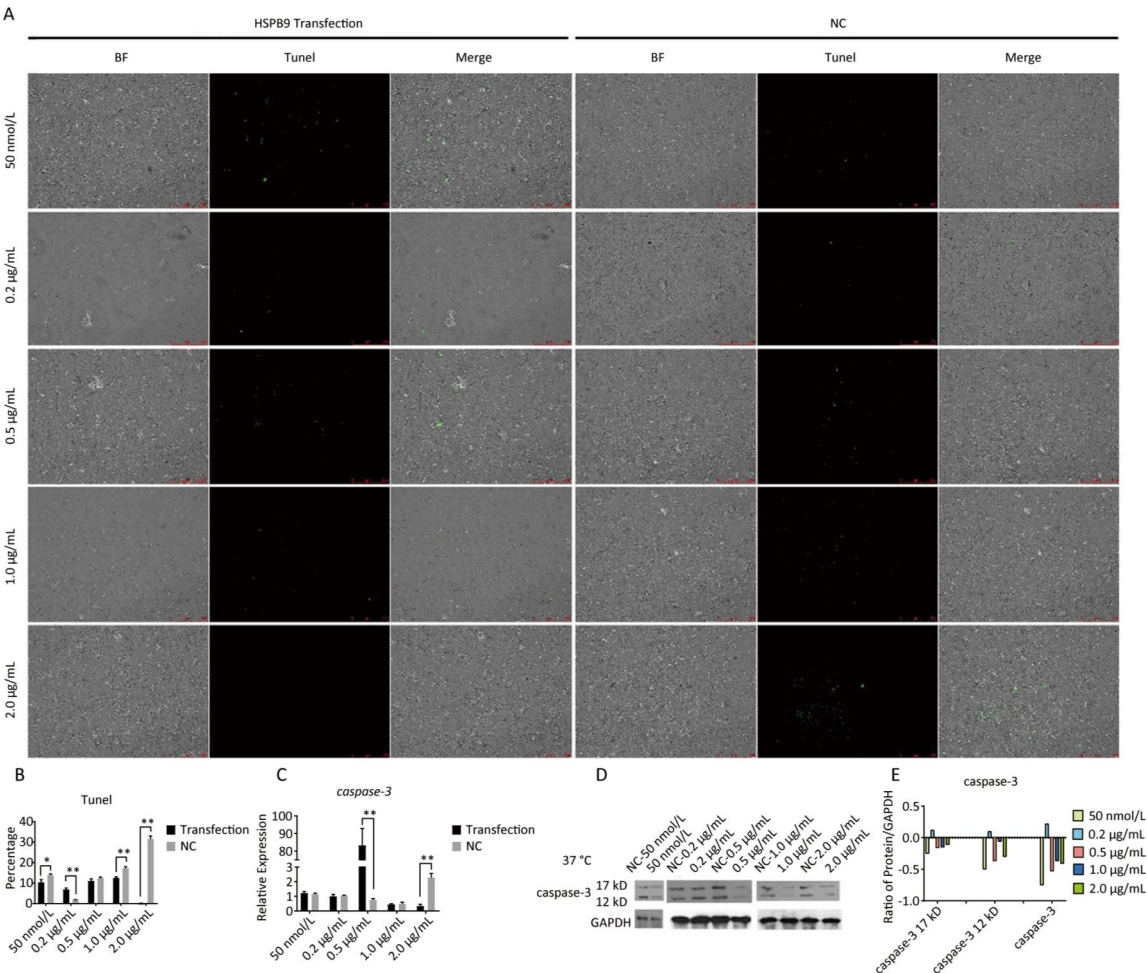 A
HSPB9 Transfection
NC
BF
Tunel
Merge
BF
Tunel
Merge
50 nmol/L
0.2 µg/mL
0.5 µg/mL
1.0 µg/mL
2.0 µg/mL
B
Tunel
Percentage
40
30
20
10
0
Transfection
NC
*
**
**
**
50 nmol/L
0.2 µg/mL
0.5 µg/mL
1.0 µg/mL
2.0 µg/mL
C
caspase-3
Relative Expression
100
90
80
3
2
1
0
Transfection
NC
**
**
50 nmol/L
0.2 µg/mL
0.5 µg/mL
1.0 µg/mL
2.0 µg/mL
D
37 °C
NC-50 nmol/L
50 nmol/L
NC-0.2 µg/mL
0.2 µg/mL
NC-0.5 µg/mL
0.5 µg/mL
NC-1.0 µg/mL
1.0 µg/mL
NC-2.0 µg/mL
2.0 µg/mL
caspase-3
17 kD
12 kD
GAPDH
E
caspase-3
Ratio of Protein/GAPDH
0.5
0.0
-0.5
-1.0
caspase-3 17 kD
caspase-3 12 kD
caspase-3
50 nmol/L
0.2 µg/mL
0.5 µg/mL
1.0 µg/mL
2.0 µg/mL